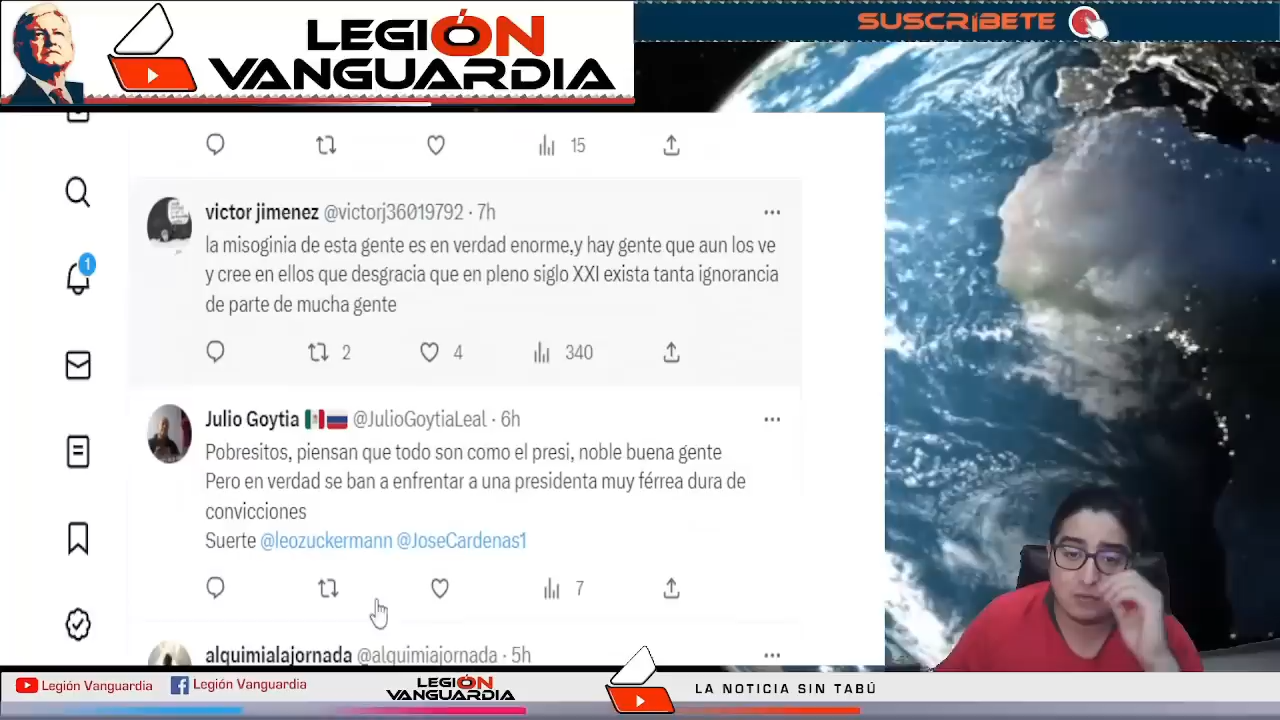 LEGIÓN
VANGUARDIA
SUSCRÍBETE
15
victor jimenez @victorj36019792 · 7h
la misoginia de esta gente es en verdad enorme,y hay gente que aun los ve
y cree en ellos que desgracia que en pleno siglo XXI exista tanta ignorancia
de parte de mucha gente
2 4 340
1
Julio Goytia @JulioGoytiaLeal · 6h
Pobresitos, piensan que todo son como el presi, noble buena gente
Pero en verdad se ban a enfrentar a una presidenta muy férrea dura de
convicciones
Suerte @leozuckermann @JoseCardenas1
7
alquimialajornada @alquimiajornada · 5h
Legión Vanguardia
Legión Vanguardia
LEGIÓN
VANGUARDIA
LA NOTICIA SIN TABÚ